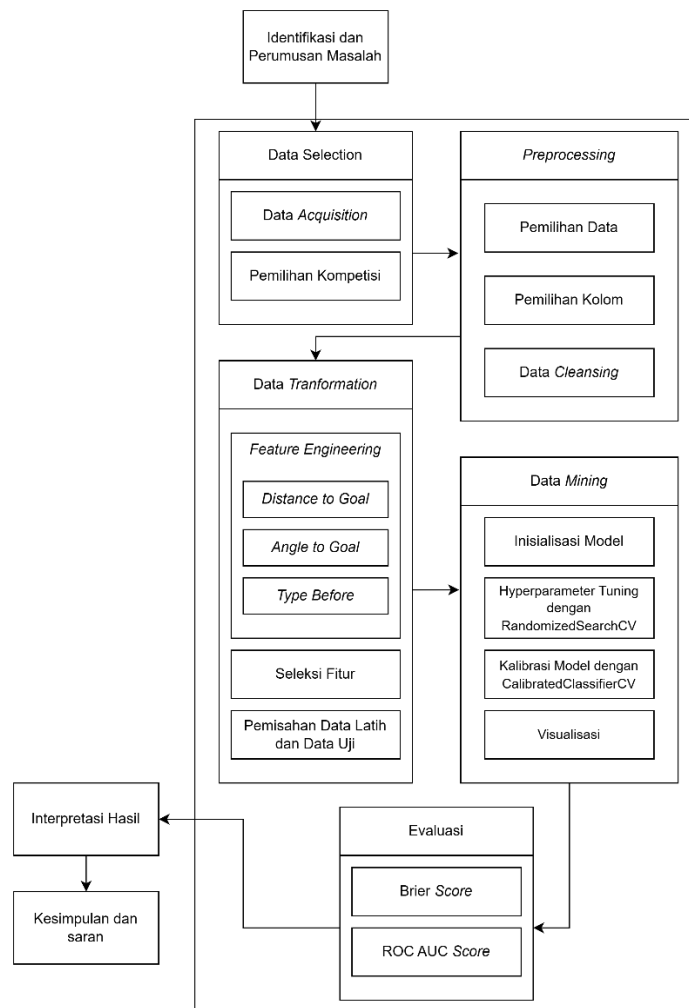 Identifikasi dan
Perumusan Masalah
Data Selection
Data Acquisition
Pemilihan Kompetisi
Preprocessing
Pemilihan Data
Pemilihan Kolom
Data Cleansing
Data Tranformation
Feature Engineering
Distance to Goal
Angle to Goal
Type Before
Seleksi Fitur
Pemisahan Data Latih
dan Data Uji
Data Mining
Inisialisasi Model
Hyperparameter Tuning
dengan
RandomizedSearchCV
Kalibrasi Model dengan
CalibratedClassifierCV
Visualisasi
Evaluasi
Brier Score
ROC AUC Score
Interpretasi Hasil
Kesimpulan dan
saran